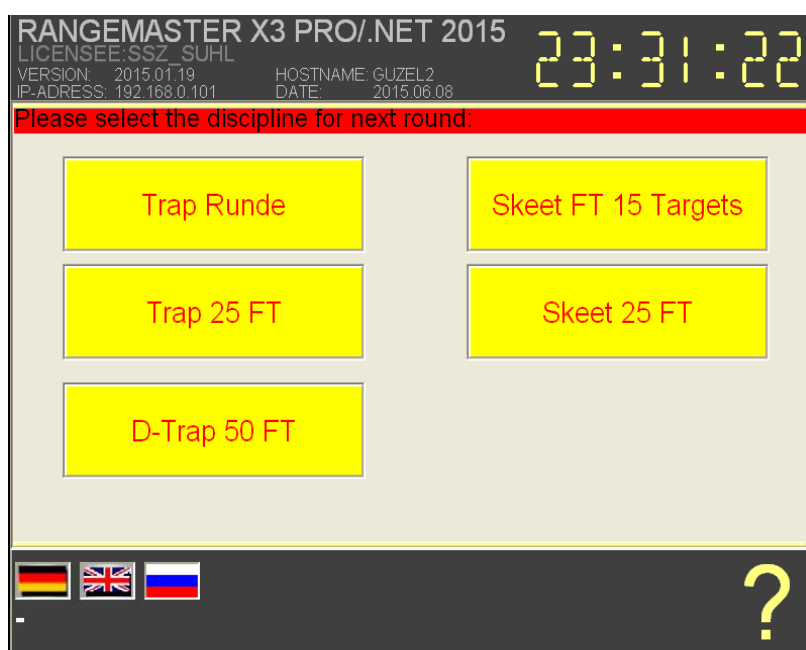 RANGEMASTER X3 PRO/.NET 2015
LICENSEE:SSZ_SUHL
VERSION: 2015.01.19 HOSTNAME: GUZEL2
IP-ADRESS: 192.168.0.101 DATE: 2015.06.08
23:31:22
Please select the discipline for next round:
Trap Runde
Skeet FT 15 Targets
Trap 25 FT
Skeet 25 FT
D-Trap 50 FT
-
?